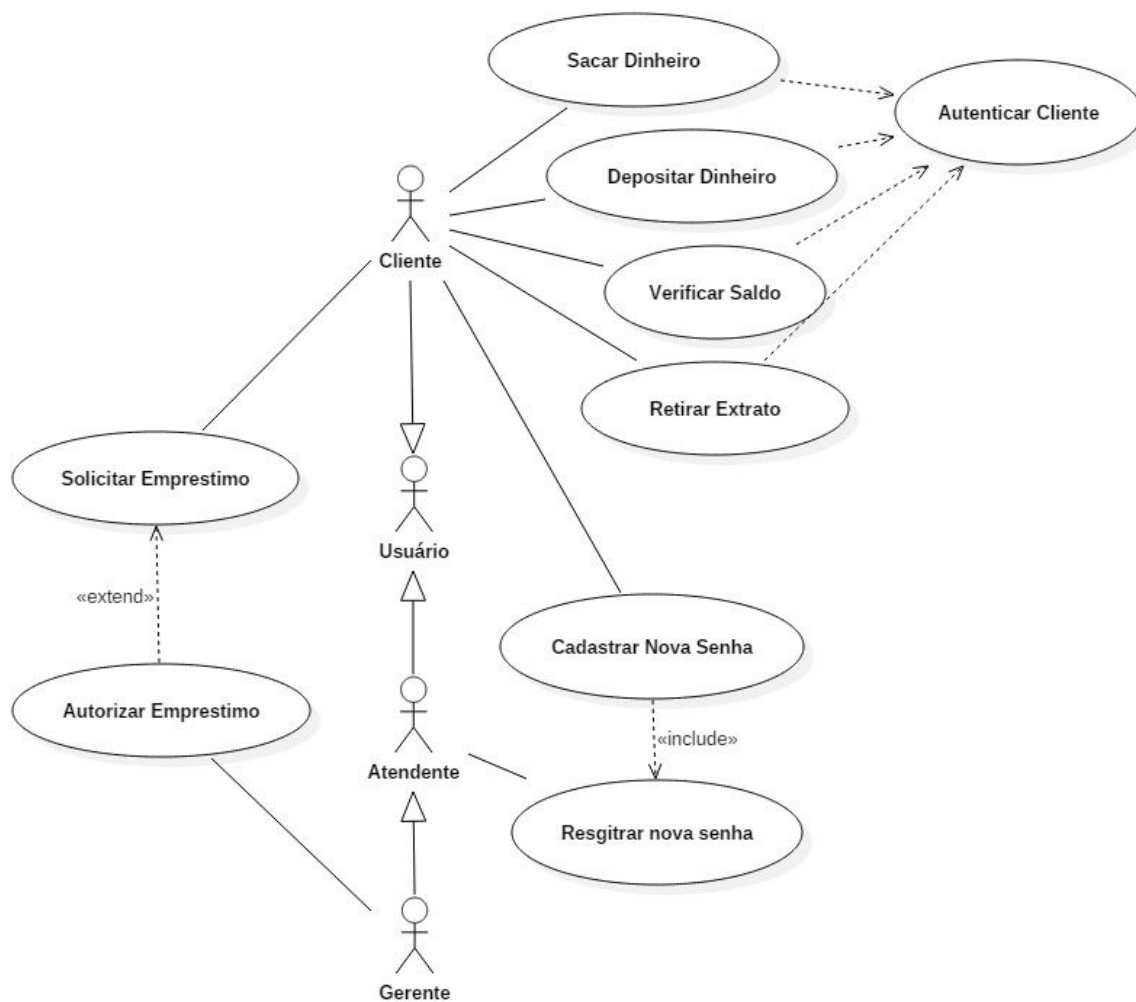 Sacar Dinheiro
Autenticar Cliente
Depositar Dinheiro
Cliente
Verificar Saldo
Retirar Extrato
Solicitar Emprestimo
Usuário
«extend»
Cadastrar Nova Senha
Autorizar Emprestimo
«include»
Atendente
Resgitrar nova senha
Gerente